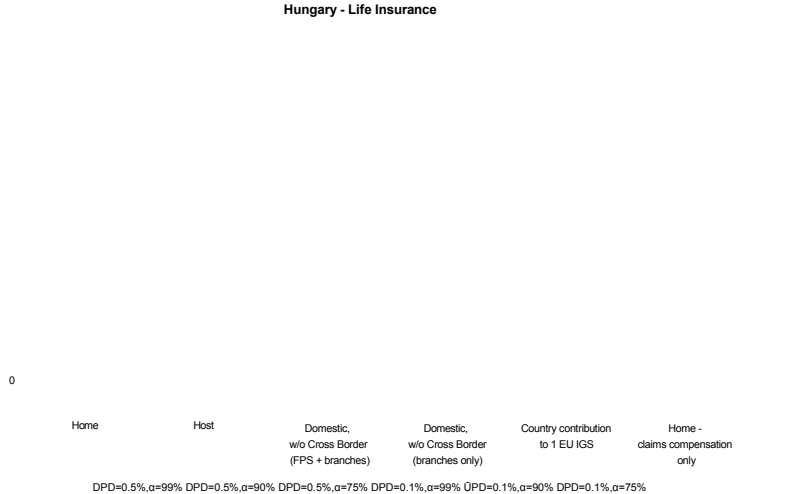 Hungary - Life Insurance
0
Home
Host
Domestic,
w/o Cross Border
(FPS + branches)
Domestic,
w/o Cross Border
(branches only)
Country contribution
to 1 EU IGS
Home -
claims compensation
only
DPD=0.5%,α=99% DPD=0.5%,α=90% DPD=0.5%,α=75% DPD=0.1%,α=99% ÜPD=0.1%,α=90% DPD=0.1%,α=75%